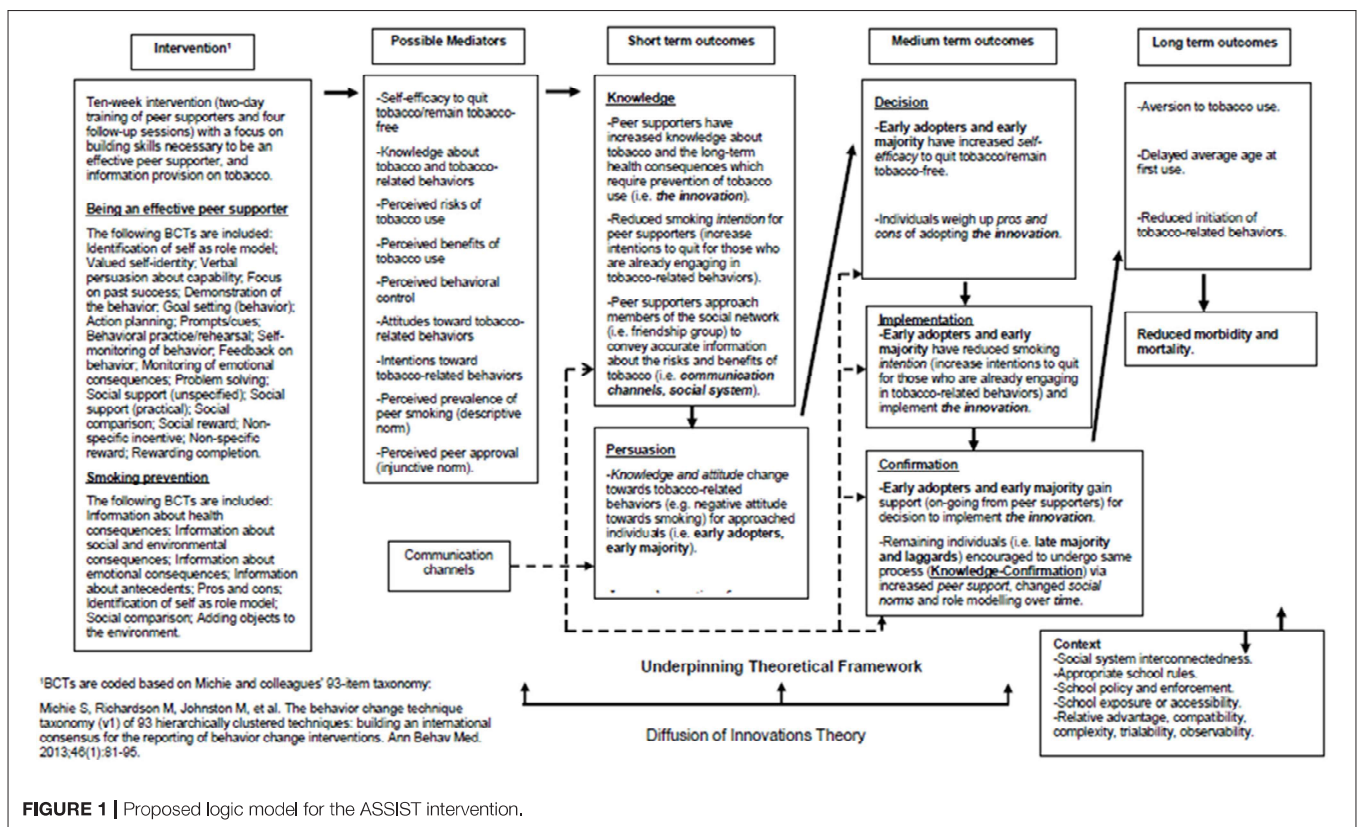 Intervention¹
Ten-week intervention (two-day
training of peer supporters and four
follow-up sessions) with a focus on
building skills necessary to be an
effective peer supporter, and
information provision on tobacco.
Being an effective peer supporter
The following BCTs are included:
Identification of self as role model;
Valued self-identity; Verbal
persuasion about capability; Focus
on past success; Demonstration of
the behavior; Goal setting (behavior);
Action planning; Prompts/cues;
Behavioral practice/rehearsal; Self-
monitoring of behavior; Feedback on
behavior; Monitoring of emotional
consequences; Problem solving;
Social support (unspecified); Social
support (practical); Social
comparison; Social reward; Non-
specific incentive; Non-specific
reward; Rewarding completion.
Smoking prevention
The following BCTs are included:
Information about health
consequences; Information about
social and environmental
consequences; Information about
emotional consequences; Information
about antecedents; Pros and cons;
Identification of self as role model;
Social comparison; Adding objects to
the environment.
Possible Mediators
-Self-efficacy to quit
tobacco/remain tobacco-
free
-Knowledge about
tobacco and tobacco-
related behaviors
-Perceived risks of
tobacco use
-Perceived benefits of
tobacco use
-Perceived behavioral
control
-Attitudes toward tobacco-
related behaviors
-Intentions toward
tobacco-related behaviors
-Perceived prevalence of
peer smoking (descriptive
norm)
-Perceived peer approval
(injunctive norm).
Communication
channels
Short term outcomes
Knowledge
-Peer supporters have
increased knowledge about
tobacco and the long-term
health consequences which
require prevention of tobacco
use (i.e. the innovation).
-Reduced smoking intention for
peer supporters (increase
intentions to quit for those who
are already engaging in
tobacco-related behaviors).
-Peer supporters approach
members of the social network
(i.e. friendship group) to
convey accurate information
about the risks and benefits of
tobacco (i.e. communication
channels, social system).
Persuasion
-Knowledge and attitude change
towards tobacco-related
behaviors (e.g. negative attitude
towards smoking) for approached
individuals (i.e. early adopters,
early majority).
Medium term outcomes
Decision
-Early adopters and early
majority have increased self-
efficacy to quit tobacco/remain
tobacco-free.
-Individuals weigh up pros and
cons of adopting the innovation.
Implementation
-Early adopters and early
majority have reduced smoking
intention (increase intentions to quit
for those who are already engaging
in tobacco-related behaviors) and
implement the innovation.
Confirmation
-Early adopters and early majority gain
support (on-going from peer supporters) for
decision to implement the innovation.
-Remaining individuals (i.e. late majority
and laggards) encouraged to undergo same
process (Knowledge-Confirmation) via
increased peer support, changed social
norms and role modelling over time.
Long term outcomes
-Aversion to tobacco use.
-Delayed average age at
first use.
-Reduced initiation of
tobacco-related behaviors.
Reduced morbidity and
mortality.
Context
-Social system interconnectedness.
-Appropriate school rules.
-School policy and enforcement.
-School exposure or accessibility.
-Relative advantage, compatibility,
complexity, trialability, observability.
Underpinning Theoretical Framework
Diffusion of Innovations Theory
¹BCTs are coded based on Michie and colleagues' 93-item taxonomy:
Michie S, Richardson M, Johnston M, et al. The behavior change technique
taxonomy (v1) of 93 hierarchically clustered techniques: building an international
consensus for the reporting of behavior change interventions. Ann Behav Med.
2013;46(1):81-95.
FIGURE 1 | Proposed logic model for the ASSIST intervention.